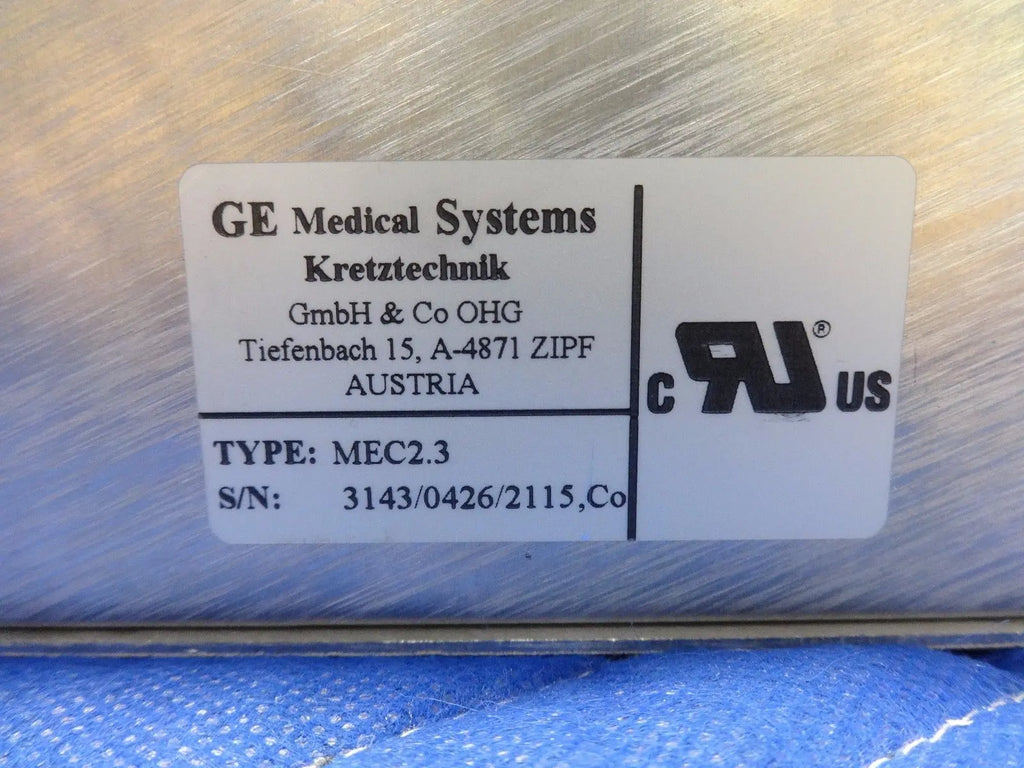 GE Medical Systems
Kretztechnik
GmbH & Co OHG
Tiefenbach 15, A-4871 ZIPF
AUSTRIA
TYPE: MEC2.3
S/N: 3143/0426/2115,Co
C RU® US